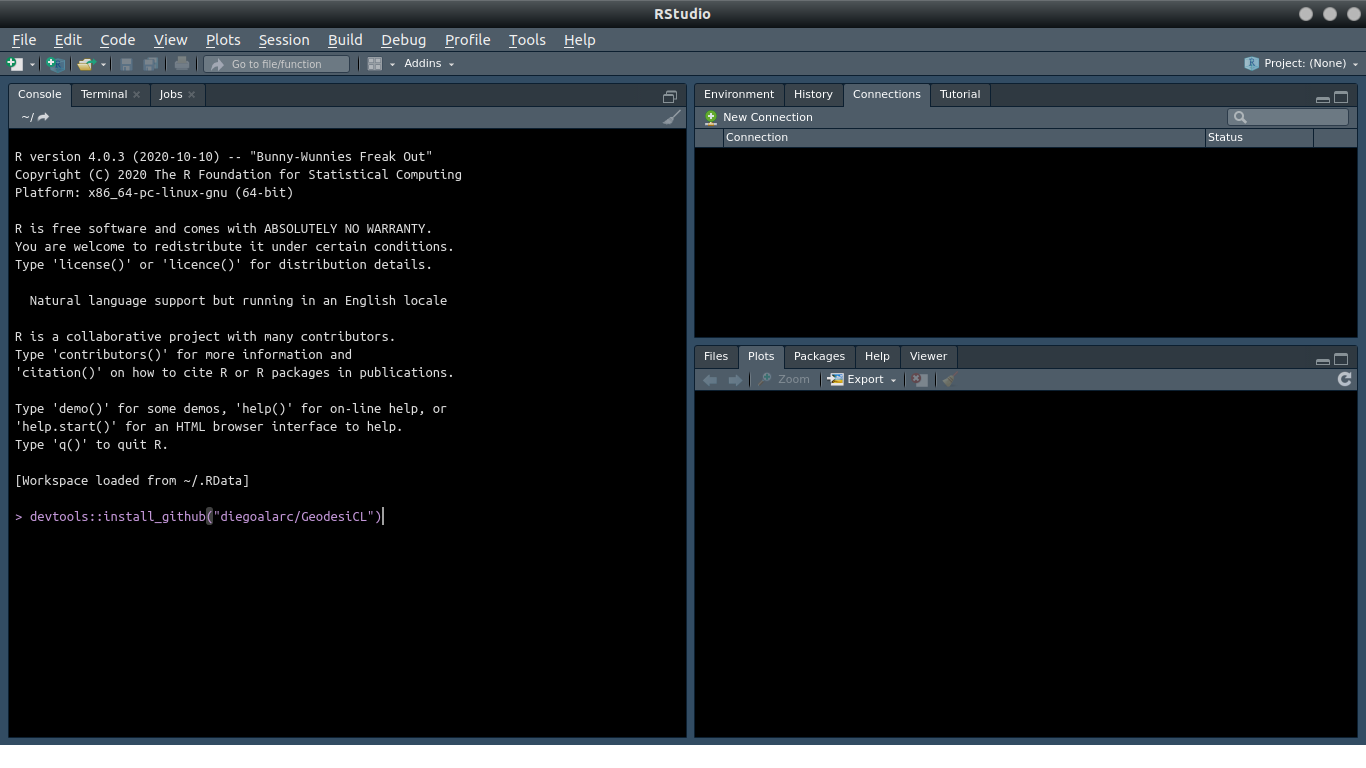 RStudio
File Edit Code View Plots Session Build Debug Profile Tools Help
Go to file/function Addins Project: (None)
Console Terminal Jobs
~/
R version 4.0.3 (2020-10-10) -- "Bunny-Wunnies Freak Out"
Copyright (C) 2020 The R Foundation for Statistical Computing
Platform: x86_64-pc-linux-gnu (64-bit)
R is free software and comes with ABSOLUTELY NO WARRANTY.
You are welcome to redistribute it under certain conditions.
Type 'license()' or 'licence()' for distribution details.
Natural language support but running in an English locale
R is a collaborative project with many contributors.
Type 'contributors()' for more information and
'citation()' on how to cite R or R packages in publications.
Type 'demo()' for some demos, 'help()' for on-line help, or
'help.start()' for an HTML browser interface to help.
Type 'q()' to quit R.
[Workspace loaded from ~/.RData]
> devtools::install_github("diegoalarc/GeodesiCL")
Environment History Connections Tutorial
New Connection
Connection Status
Files Plots Packages Help Viewer
Zoom Export